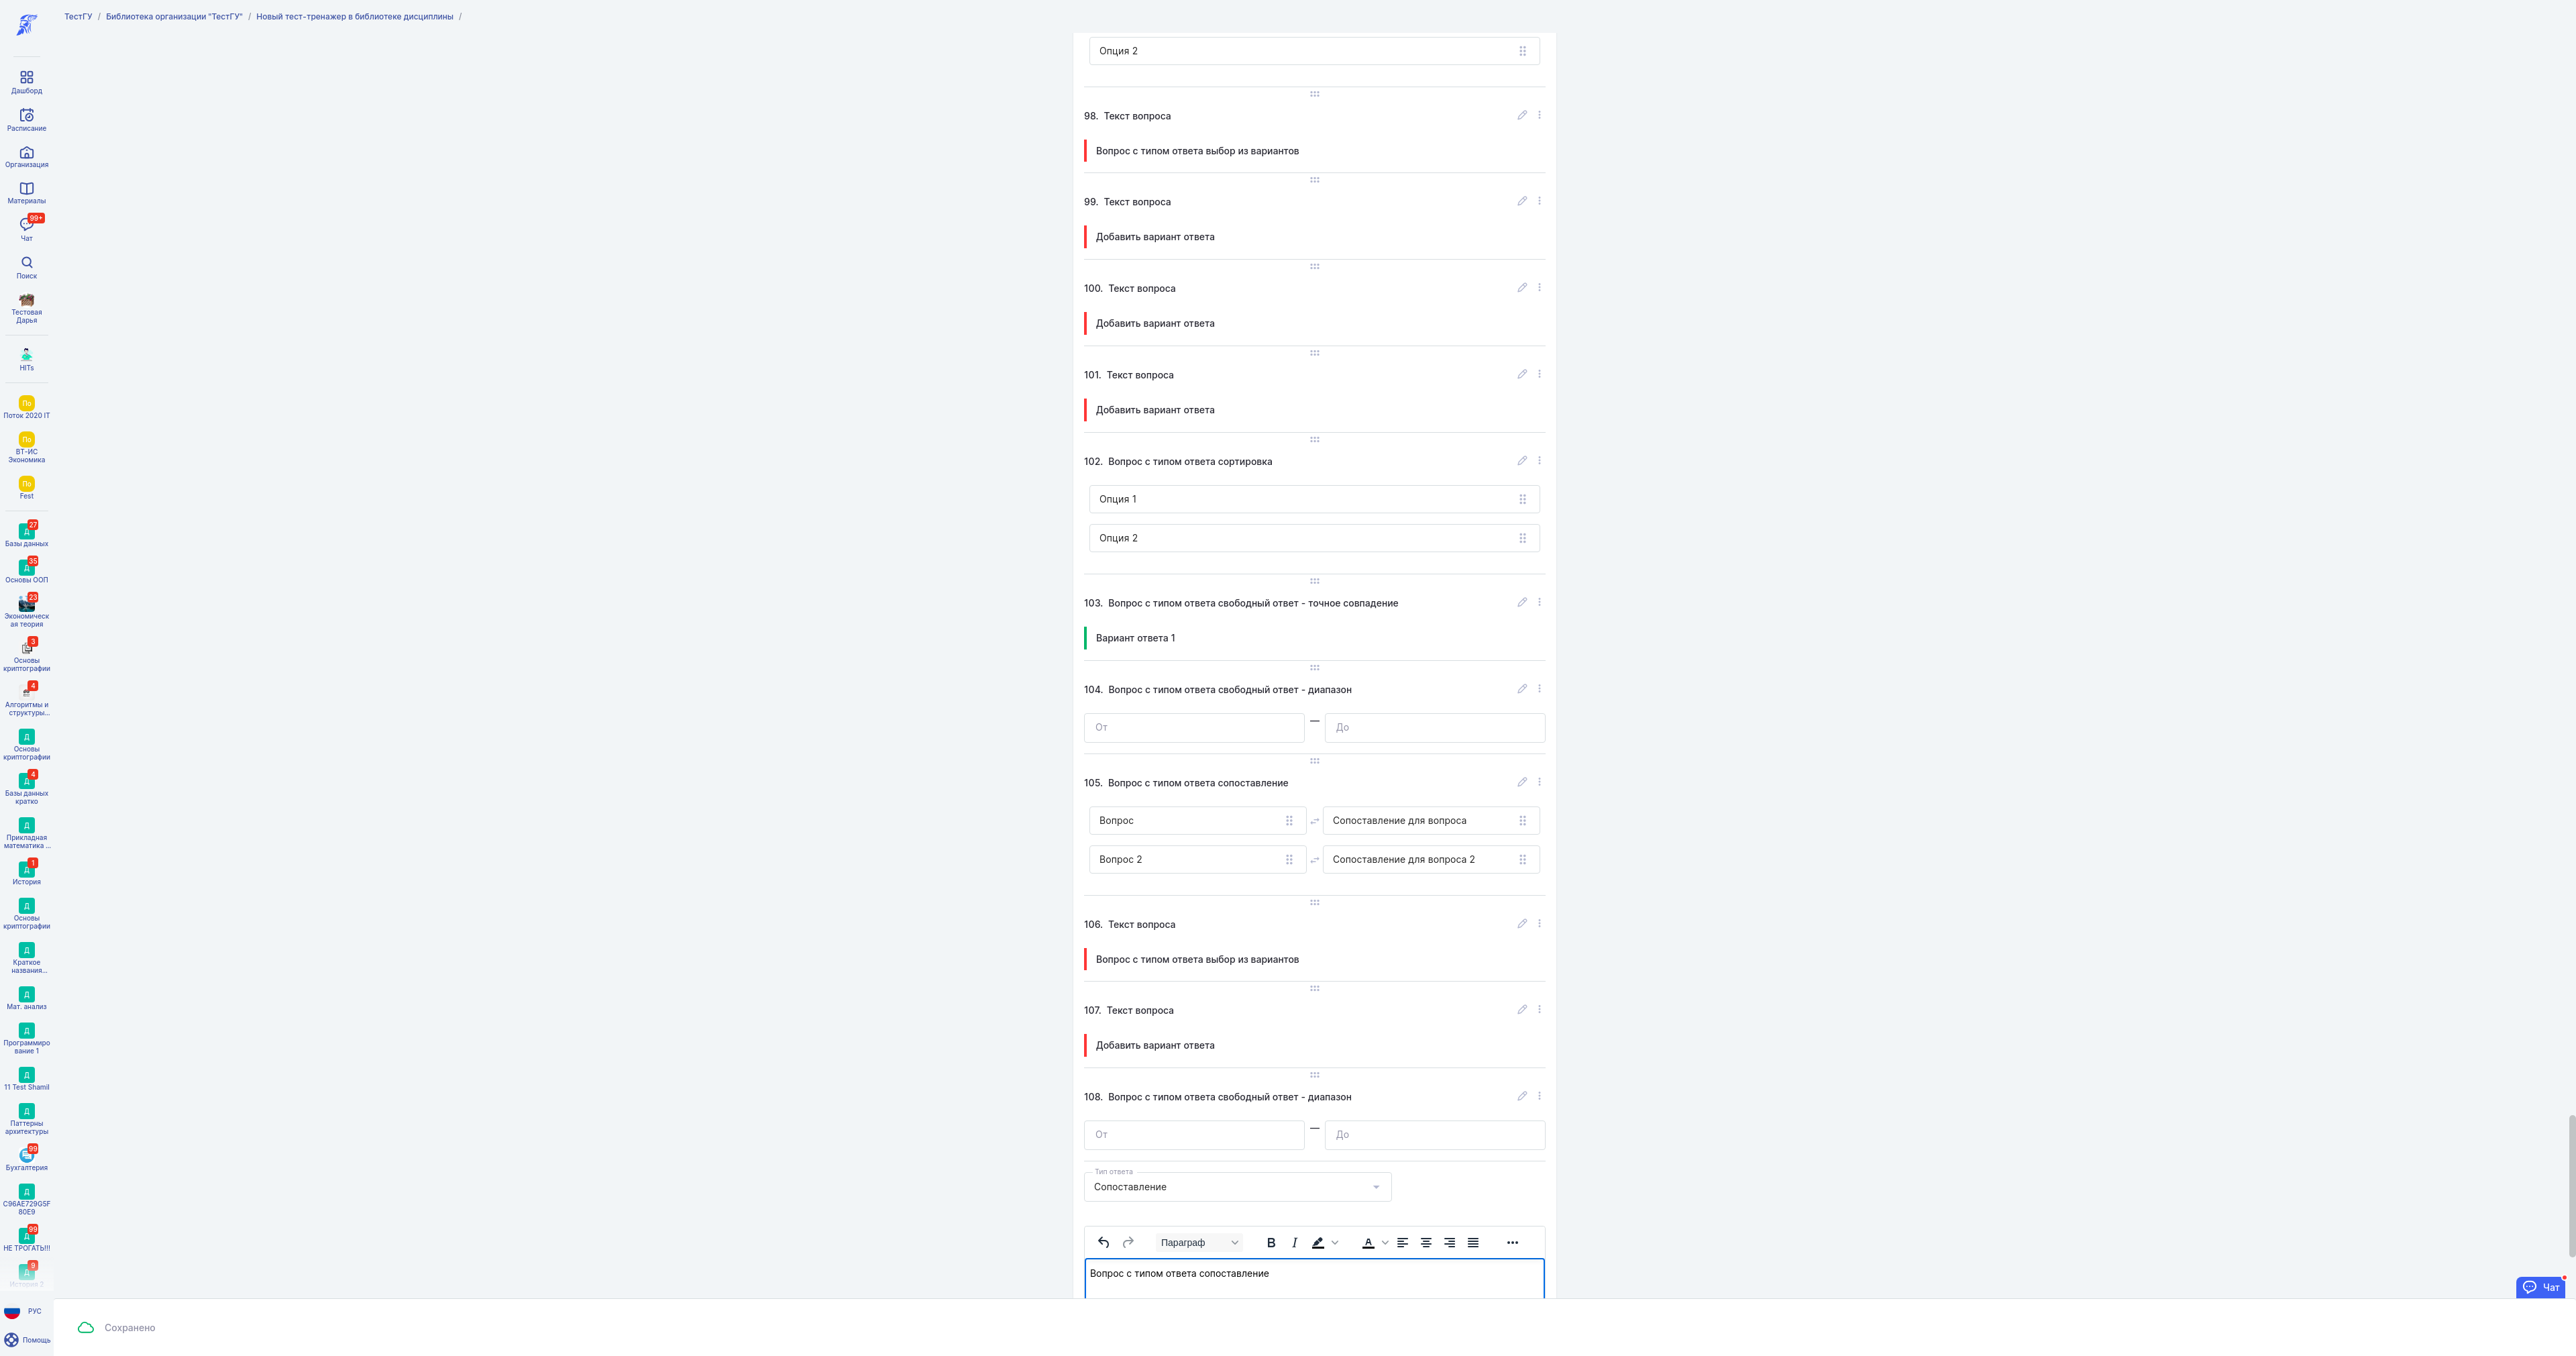 ТестГУ / Библиотека организации "ТестГУ" / Новый тест-тренажер в библиотеке дисциплины /
Дашборд
Расписание
Организация
Материалы
99+
Чат
Поиск
Тестовая
Дарья
HITs
По
Поток 2020 IT
По
ВТ-ИС
Экономика
По
Fest
27
Д
Базы данных
35
Д
Основы ООП
23
Экономическ
ая теория
3
Основы
криптографии
4
Алгоритмы и
структуры...
Д
Основы
криптографии
4
Д
Базы данных
кратко
Д
Прикладная
математика ...
1
Д
История
Д
Основы
криптографии
Д
Краткое
названия...
Д
Мат. анализ
Д
Программиро
вание 1
Д
11 Test Shamil
Д
Паттерны
архитектуры
99
Бухгалтерия
Д
C96AE729G5F
80E9
99
Д
НЕ ТРОГАТЬ!!!
9
Д
История 2
РУС
Помощь
Опция 2
98. Текст вопроса
Вопрос с типом ответа выбор из вариантов
99. Текст вопроса
Добавить вариант ответа
100. Текст вопроса
Добавить вариант ответа
101. Текст вопроса
Добавить вариант ответа
102. Вопрос с типом ответа сортировка
Опция 1
Опция 2
103. Вопрос с типом ответа свободный ответ - точное совпадение
Вариант ответа 1
104. Вопрос с типом ответа свободный ответ - диапазон
От — До
105. Вопрос с типом ответа сопоставление
Вопрос Сопоставление для вопроса
Вопрос 2 Сопоставление для вопроса 2
106. Текст вопроса
Вопрос с типом ответа выбор из вариантов
107. Текст вопроса
Добавить вариант ответа
108. Вопрос с типом ответа свободный ответ - диапазон
От — До
Тип ответа
Сопоставление
Параграф
Вопрос с типом ответа сопоставление
Чат
Сохранено